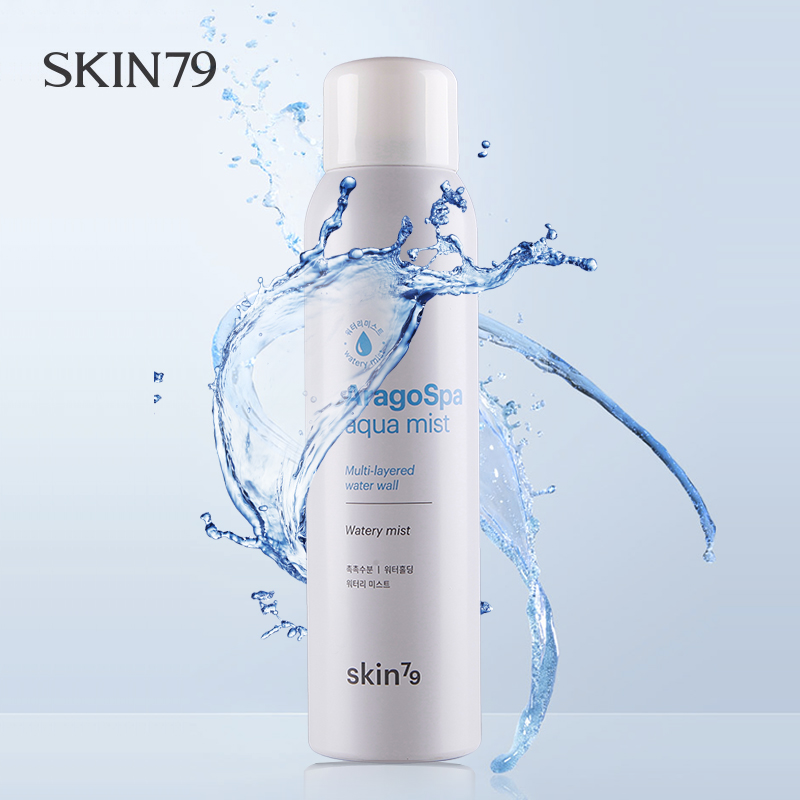 SKIN79
워터리미스트
watery mist
AragoSpa
aqua mist
Multi-layered
water wall
Watery mist
촉촉수분 | 워터홀딩
워터리 미스트
skin79